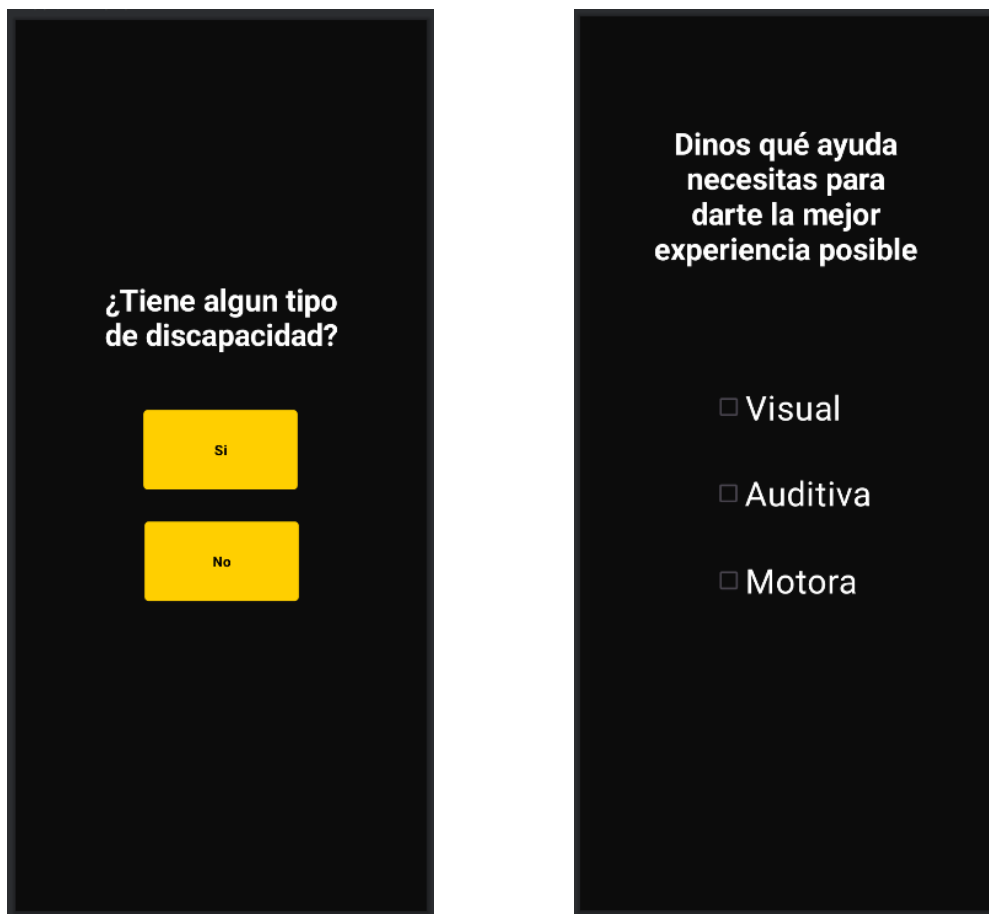 ¿Tiene algun tipo
de discapacidad?
Si
No
Dinos qué ayuda
necesitas para
darte la mejor
experiencia posible
Visual
Auditiva
Motora